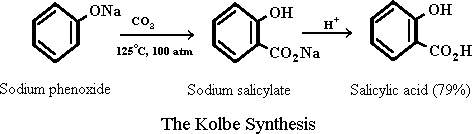 ONa
CO₂
125°C, 100 atm
OH
CO₂Na
H⁺
OH
CO₂H
Sodium phenoxide
Sodium salicylate
Salicylic acid (79%)
The Kolbe Synthesis